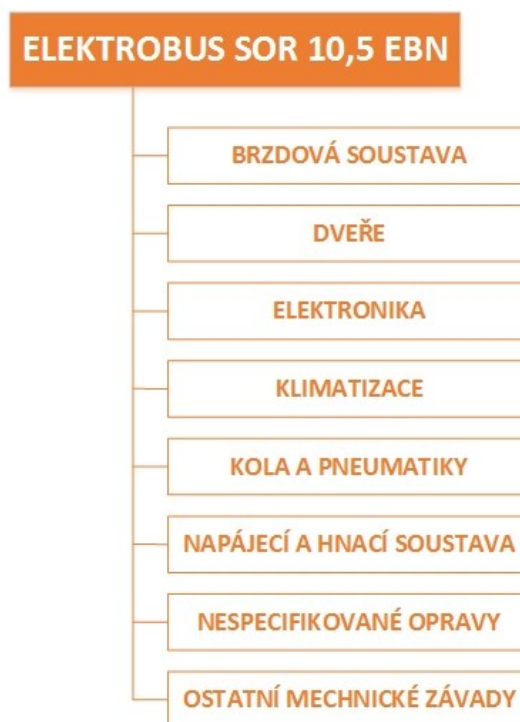 ELEKTROBUS SOR 10,5 EBN
BRZDOVÁ SOUSTAVA
DVEŘE
ELEKTRONIKA
KLIMATIZACE
KOLA A PNEUMATIKY
NAPÁJECÍ A HNACÍ SOUSTAVA
NESPECIFIKOVANÉ OPRAVY
OSTATNÍ MECHNICKÉ ZÁVADY